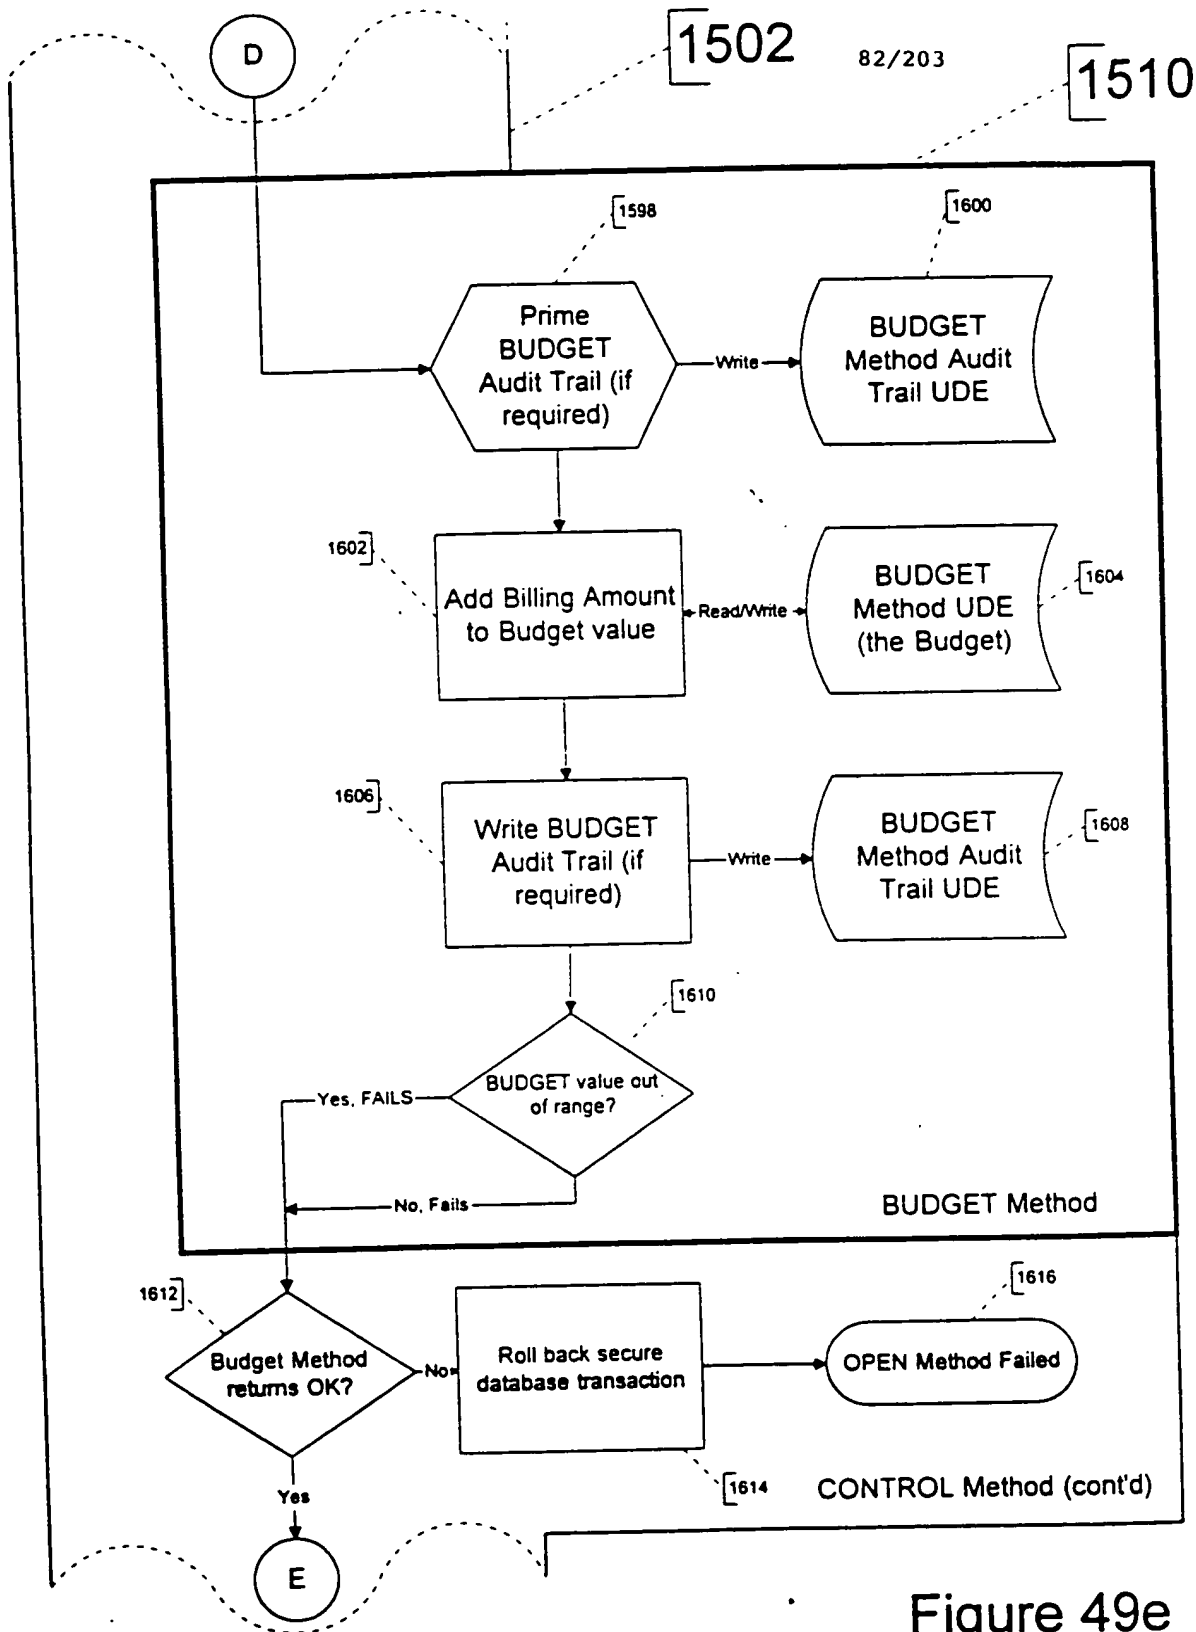 D
1502
82/203
1510
1598
1600
Prime
BUDGET
Audit Trail (if
required)
Write
BUDGET
Method Audit
Trail UDE
1602
Add Billing Amount
to Budget value
Read/Write
BUDGET
Method UDE
(the Budget)
1604
1606
Write BUDGET
Audit Trail (if
required)
Write
BUDGET
Method Audit
Trail UDE
1608
1610
BUDGET value out
of range?
Yes, FAILS
No, Fails
BUDGET Method
1612
Budget Method
returns OK?
No
Roll back secure
database transaction
1616
OPEN Method Failed
1614
CONTROL Method (cont'd)
Yes
E
Figure 49e